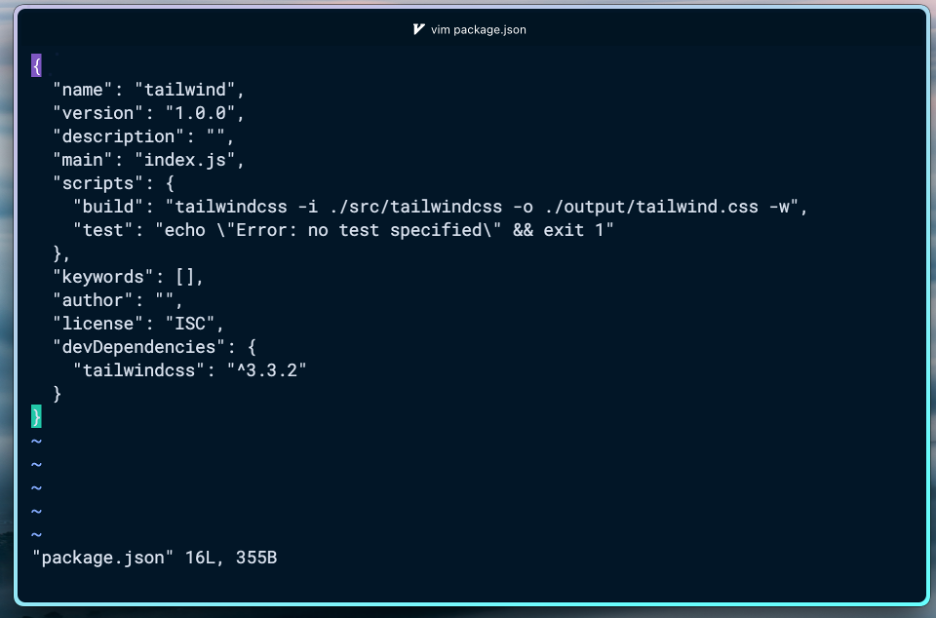 vim package.json
{
  "name": "tailwind",
  "version": "1.0.0",
  "description": "",
  "main": "index.js",
  "scripts": {
    "build": "tailwindcss -i ./src/tailwindcss -o ./output/tailwind.css -w",
    "test": "echo \"Error: no test specified\" && exit 1"
  },
  "keywords": [],
  "author": "",
  "license": "ISC",
  "devDependencies": {
    "tailwindcss": "^3.3.2"
  }
}
~
~
~
~
~
"package.json" 16L, 355B